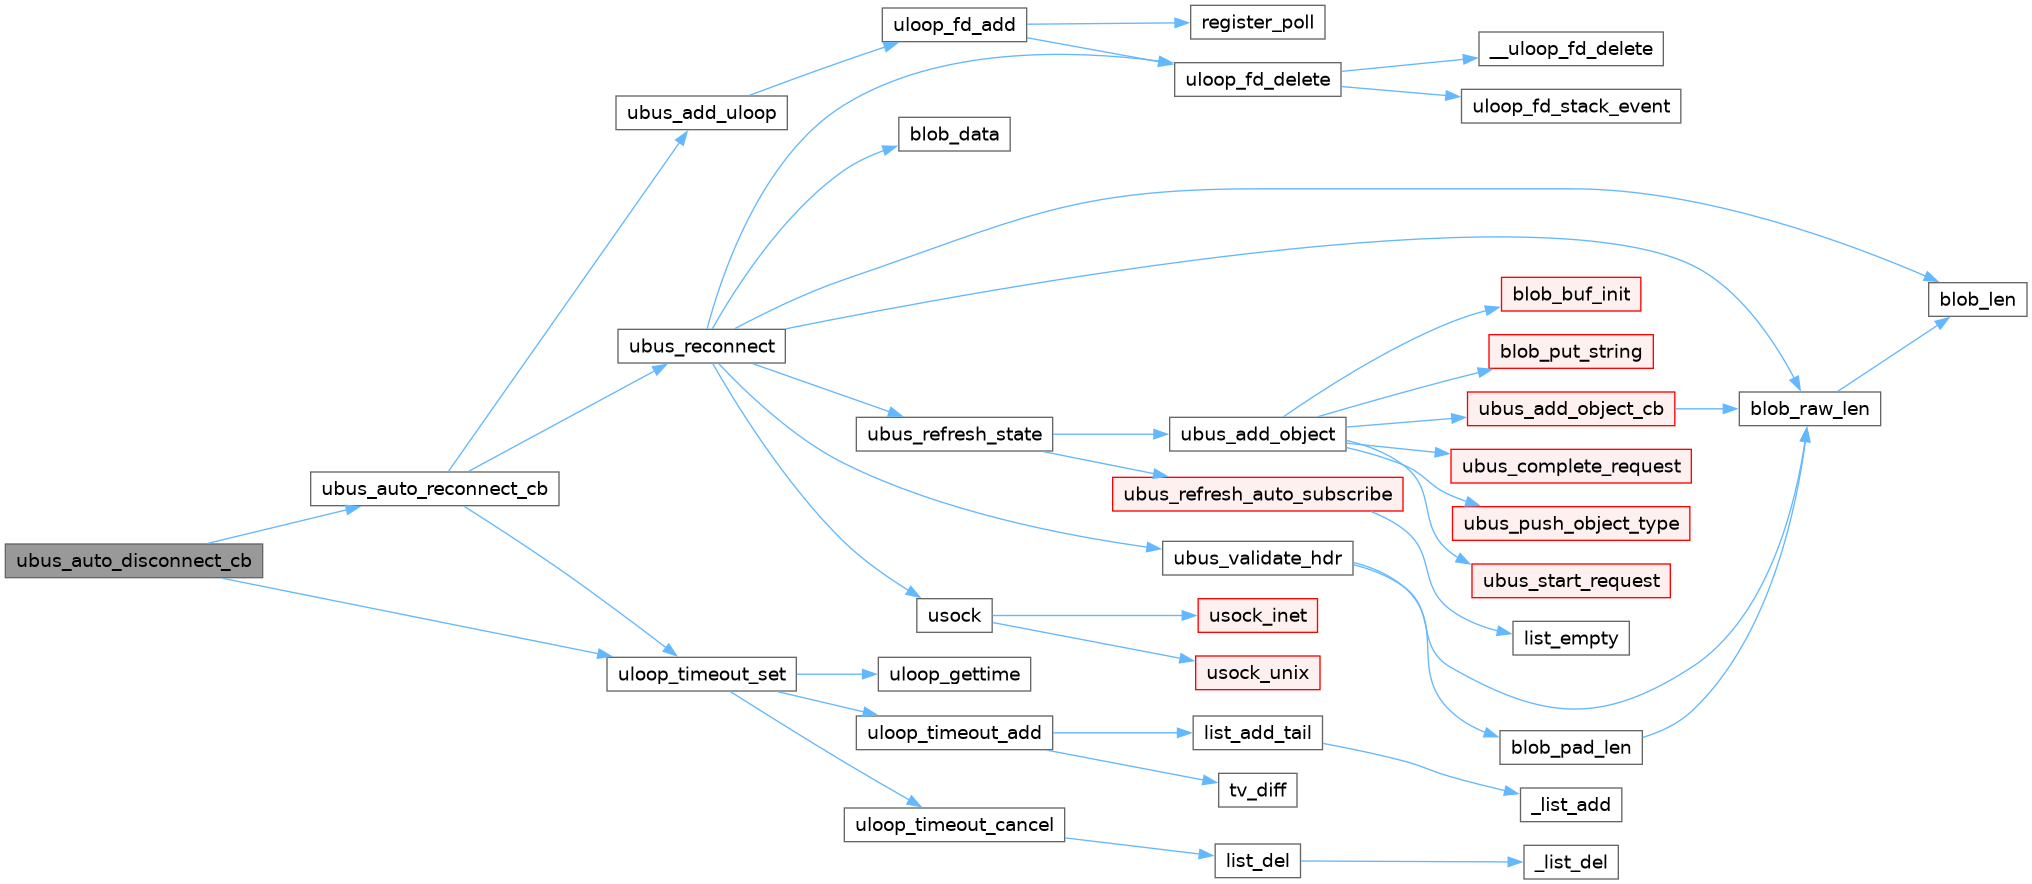 ubus_auto_disconnect_cb
ubus_auto_reconnect_cb
ubus_add_uloop
uloop_fd_add
register_poll
uloop_fd_delete
__uloop_fd_delete
uloop_fd_stack_event
ubus_reconnect
blob_data
blob_len
blob_raw_len
ubus_refresh_state
ubus_add_object
blob_buf_init
blob_put_string
ubus_add_object_cb
ubus_complete_request
ubus_push_object_type
ubus_start_request
ubus_refresh_auto_subscribe
list_empty
ubus_validate_hdr
blob_pad_len
usock
usock_inet
usock_unix
uloop_timeout_set
uloop_gettime
uloop_timeout_add
list_add_tail
_list_add
tv_diff
uloop_timeout_cancel
list_del
_list_del